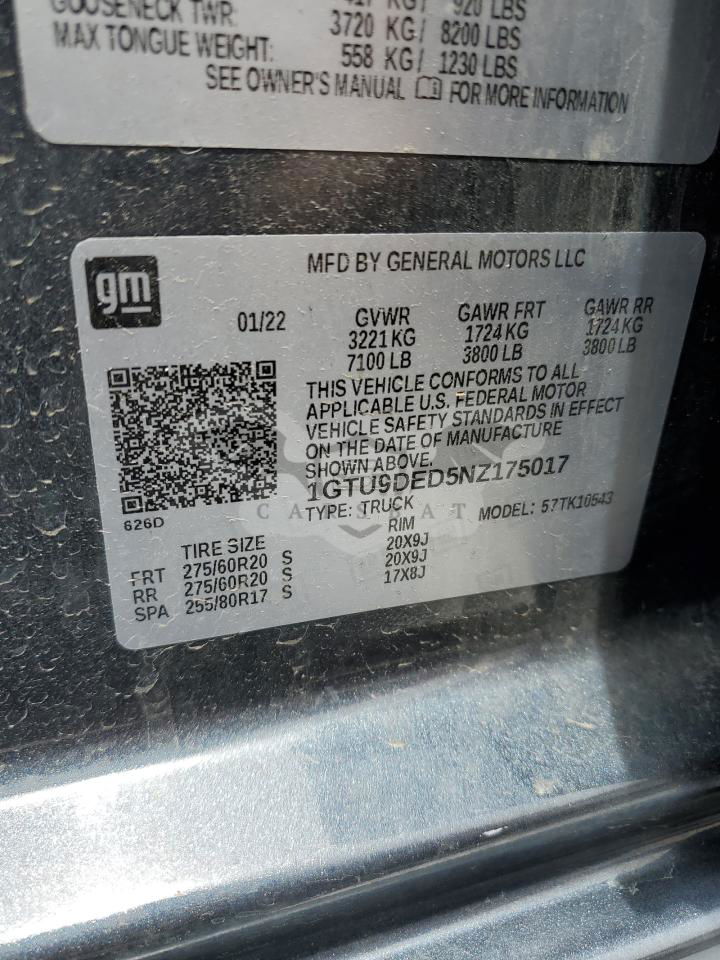 GOOSENECK TWR: 417 KG/ 920 LBS
3720 KG/ 8200 LBS
MAX TONGUE WEIGHT: 558 KG/ 1230 LBS
SEE OWNER'S MANUAL FOR MORE INFORMATION
gm
MFD BY GENERAL MOTORS LLC
01/22 GVWR GAWR FRT GAWR RR
3221 KG 1724 KG 1724 KG
7100 LB 3800 LB 3800 LB
THIS VEHICLE CONFORMS TO ALL
APPLICABLE U.S. FEDERAL MOTOR
VEHICLE SAFETY STANDARDS IN EFFECT
ON THE DATE OF MANUFACTURE
SHOWN ABOVE.
1GTU9DED5NZ175017
626D
TYPE: TRUCK MODEL: 57TK10543
TIRE SIZE RIM
FRT 275/60R20 S 20X9J
RR 275/60R20 S 20X9J
SPA 255/80R17 S 17X8J